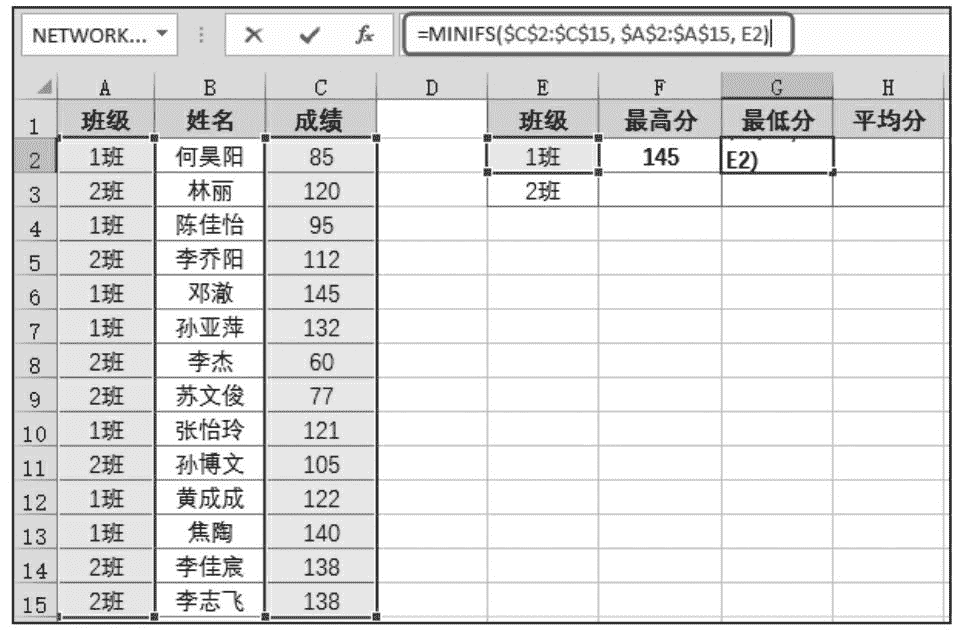 NETWORK... fx =MINIFS($C$2:$C$15, $A$2:$A$15, E2)
A B C D E F G H
1 班级 姓名 成绩 班级 最高分 最低分 平均分
2 1班 何昊阳 85 1班 145 E2)
3 2班 林丽 120 2班
4 1班 陈佳怡 95
5 2班 李乔阳 112
6 1班 邓澈 145
7 1班 孙亚萍 132
8 2班 李杰 60
9 2班 苏文俊 77
10 1班 张怡玲 121
11 2班 孙博文 105
12 1班 黄成成 122
13 1班 焦陶 140
14 2班 李佳宸 138
15 2班 李志飞 138